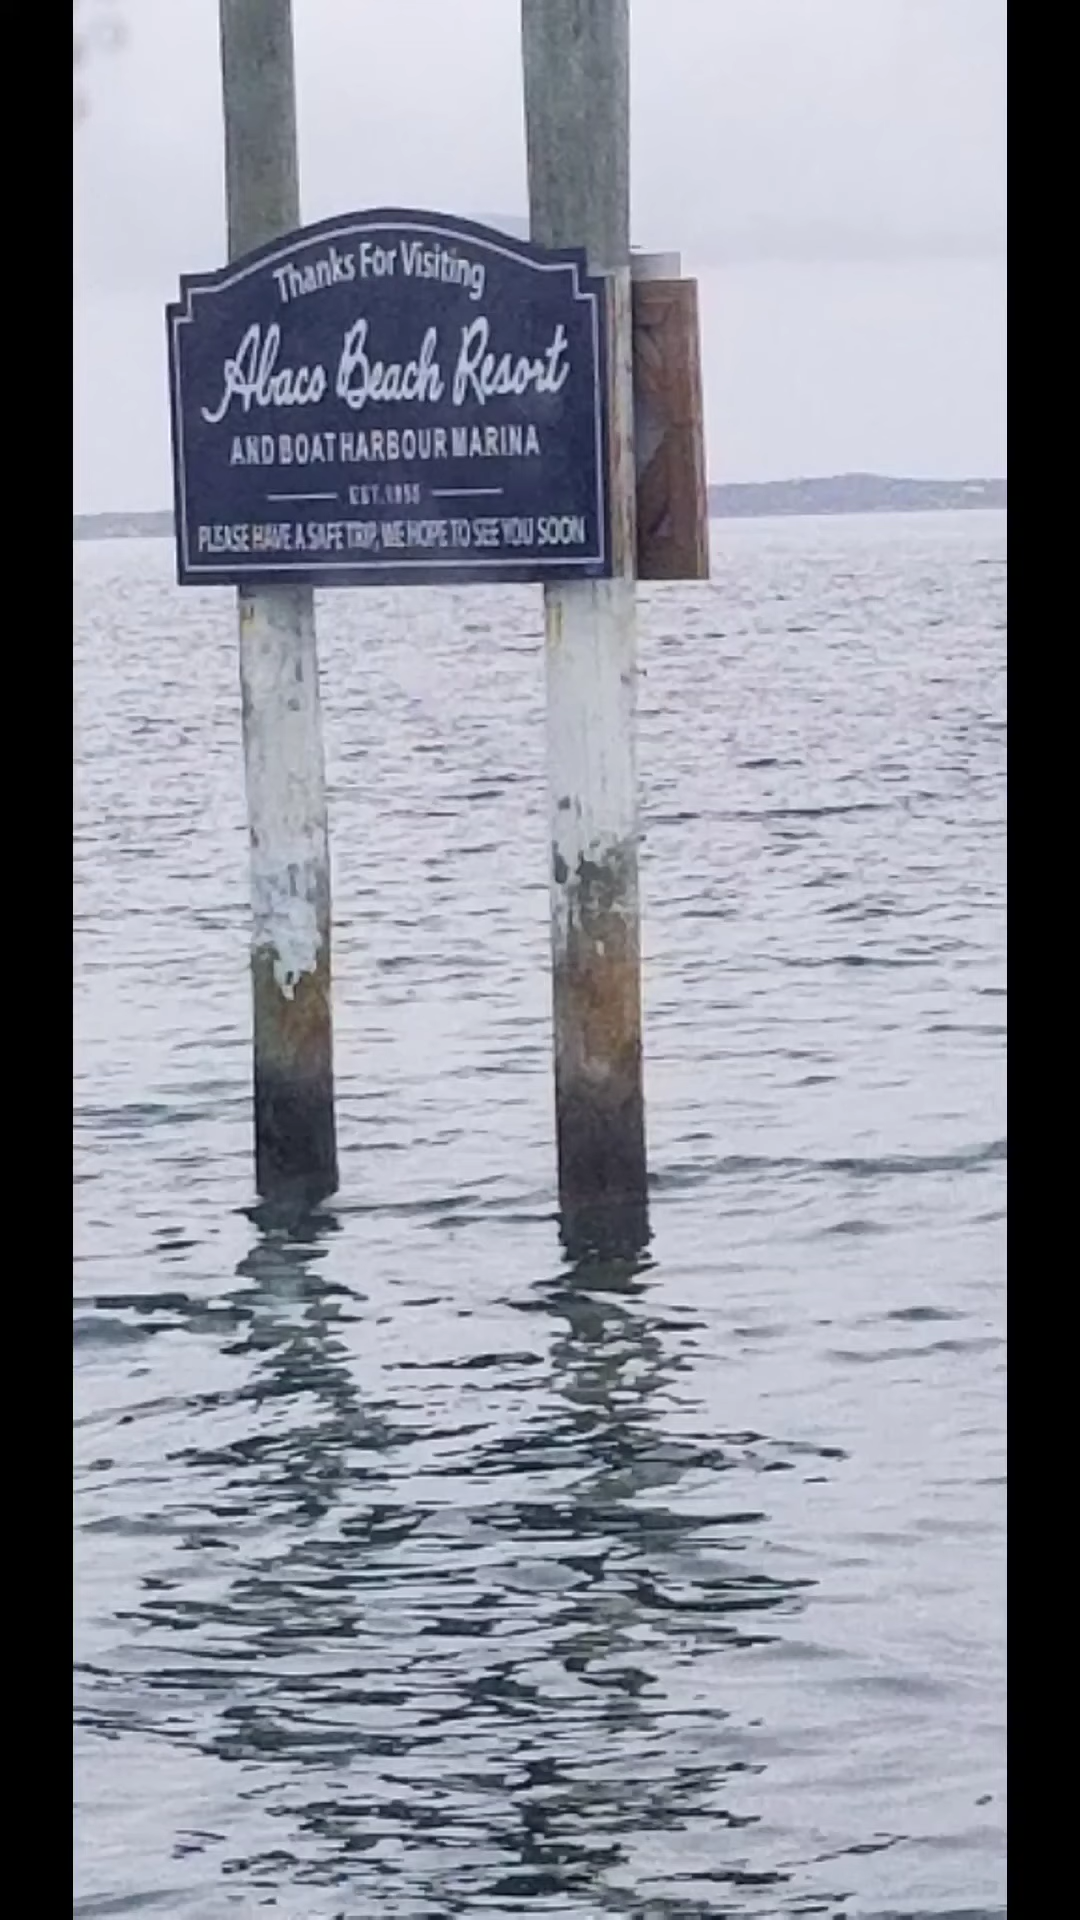 Thanks For Visiting
Abaco Beach Resort
AND BOAT HARBOUR MARINA
EST. 1955
PLEASE HAVE A SAFE TRIP, WE HOPE TO SEE YOU SOON